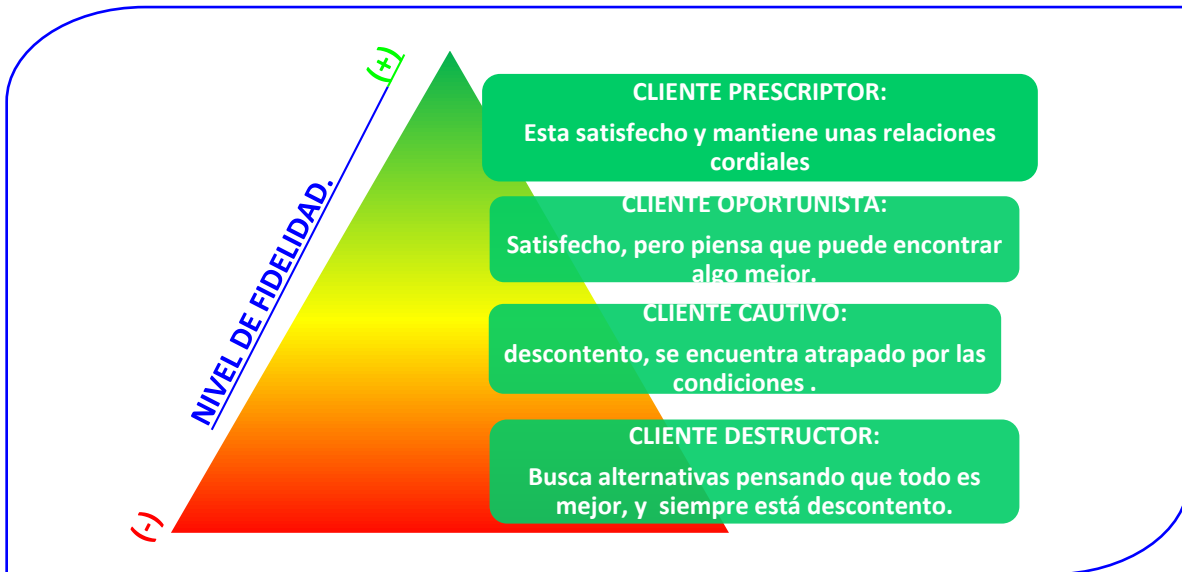 (+)
NIVEL DE FIDELIDAD.
(-)
CLIENTE PRESCRIPTOR:
Esta satisfecho y mantiene unas relaciones
cordiales
CLIENTE OPORTUNISTA:
Satisfecho, pero piensa que puede encontrar
algo mejor.
CLIENTE CAUTIVO:
descontento, se encuentra atrapado por las
condiciones .
CLIENTE DESTRUCTOR:
Busca alternativas pensando que todo es
mejor, y  siempre está descontento.